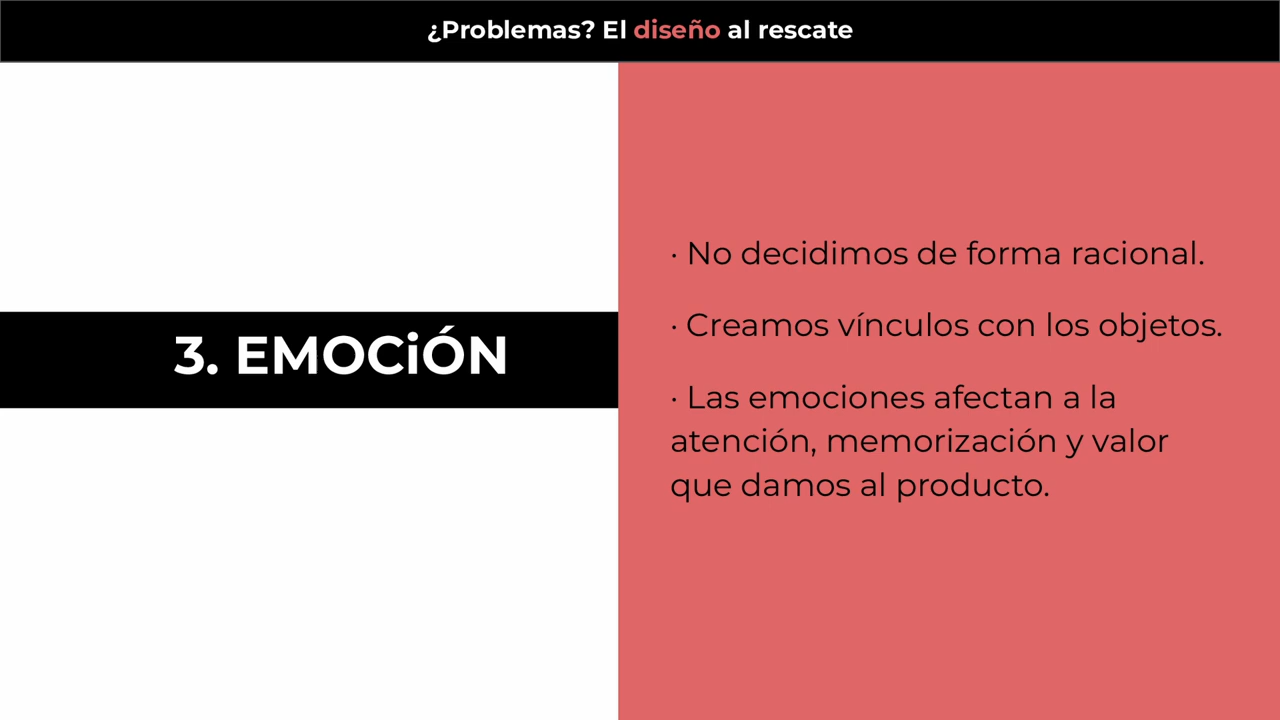 ¿Problemas? El diseño al rescate
3. EMOCiÓN
· No decidimos de forma racional.
· Creamos vínculos con los objetos.
· Las emociones afectan a la
atención, memorización y valor
que damos al producto.